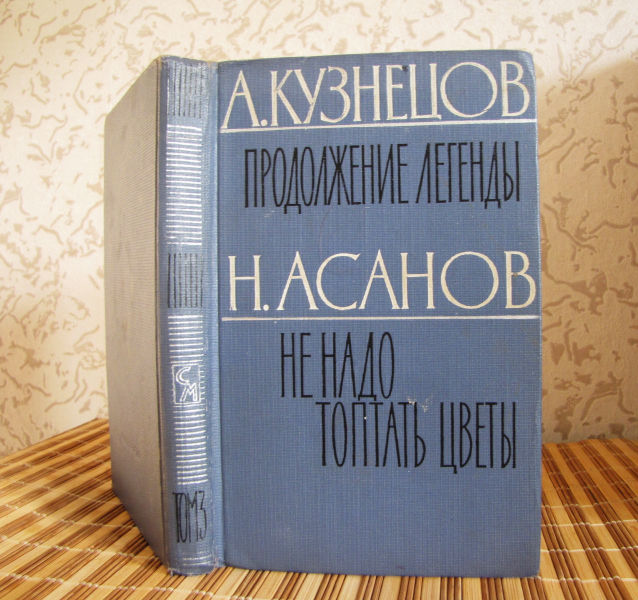 А.КУЗНЕЦОВ
ПРОДОЛЖЕНИЕ ЛЕГЕНДЫ
Н.АСАНОВ
НЕ НАДО
ТОПТАТЬ ЦВЕТЫ
СМ
ТОМ 3